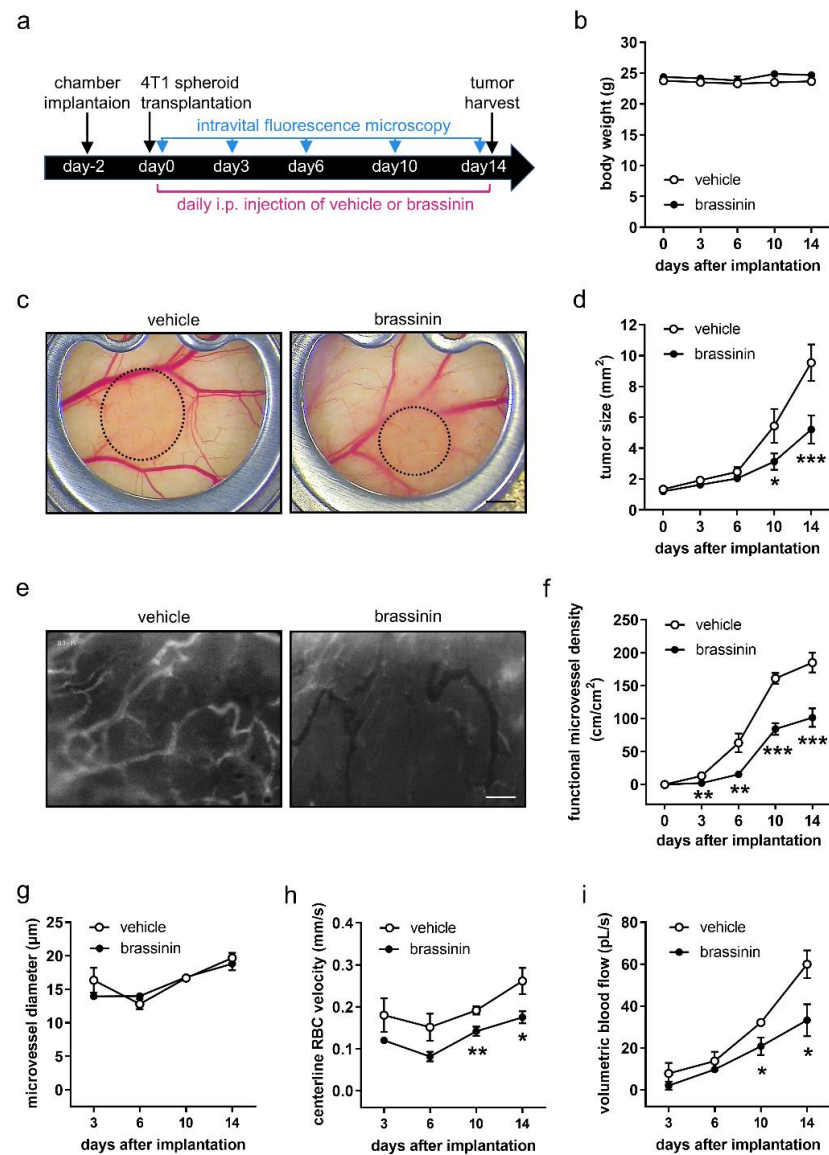 a
chamber
implantaion
4T1 spheroid
transplantation
tumor
harvest
intravital fluorescence microscopy
day-2 day0 day3 day6 day10 day14
daily i.p. injection of vehicle or brassinin
b
body weight (g)
30
25
20
15
10
5
0
vehicle
brassinin
0 3 6 10 14
days after implantation
c
vehicle
brassinin
d
tumor size (mm²)
12
10
8
6
4
2
0
vehicle
brassinin
*
***
0 3 6 10 14
days after implantation
e
vehicle
brassinin
f
functional microvessel density
(cm/cm²)
250
200
150
100
50
0
vehicle
brassinin
**
**
***
***
0 3 6 10 14
days after implantation
g
microvessel diameter (µm)
25
20
15
10
5
0
vehicle
brassinin
3 6 10 14
days after implantation
h
centerline RBC velocity (mm/s)
0.4
0.3
0.2
0.1
0.0
vehicle
brassinin
**
*
3 6 10 14
days after implantation
i
volumetric blood flow (pL/s)
80
60
40
20
0
vehicle
brassinin
*
*
3 6 10 14
days after implantation